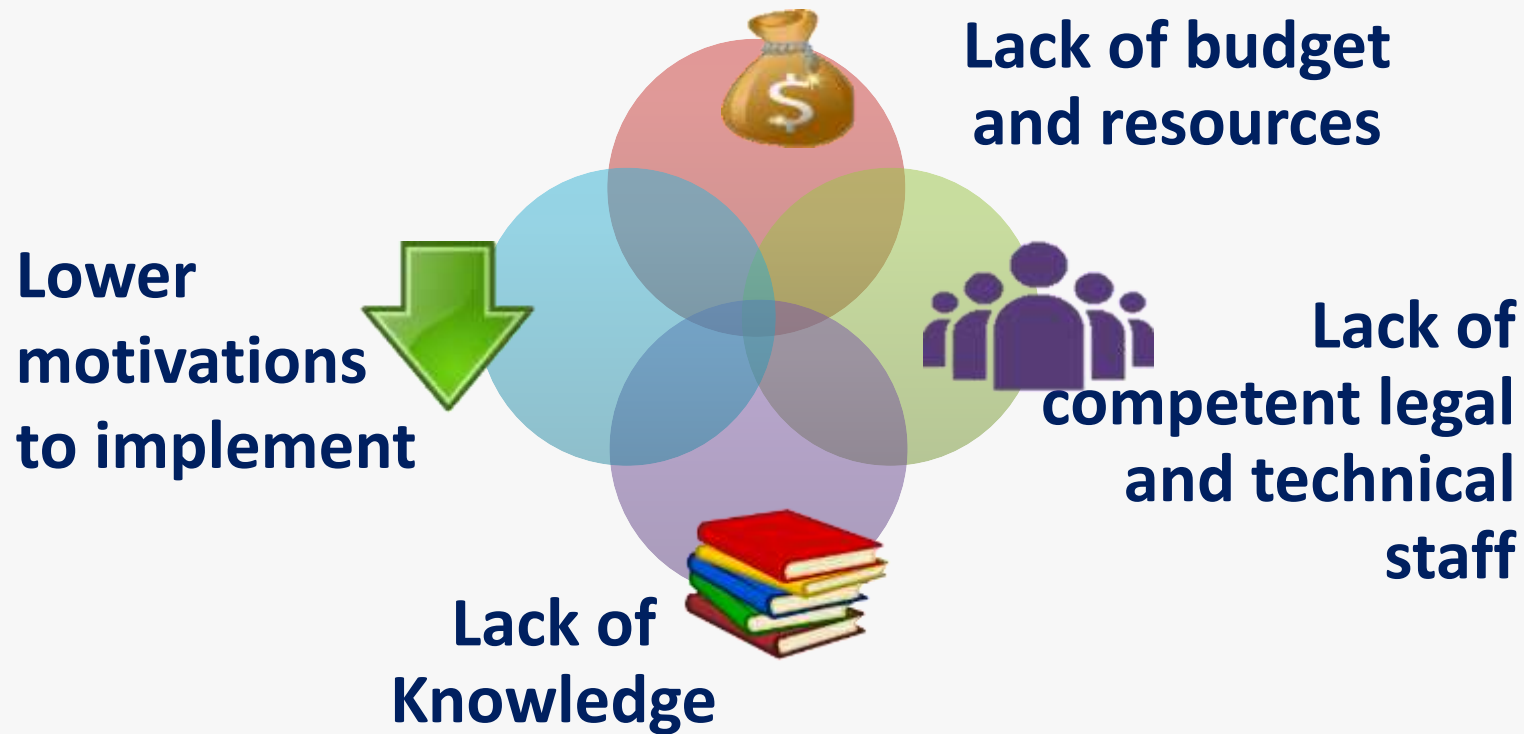 Lack of budget
and resources
Lower
motivations
to implement
Lack of
competent legal
and technical
staff
Lack of
Knowledge
$